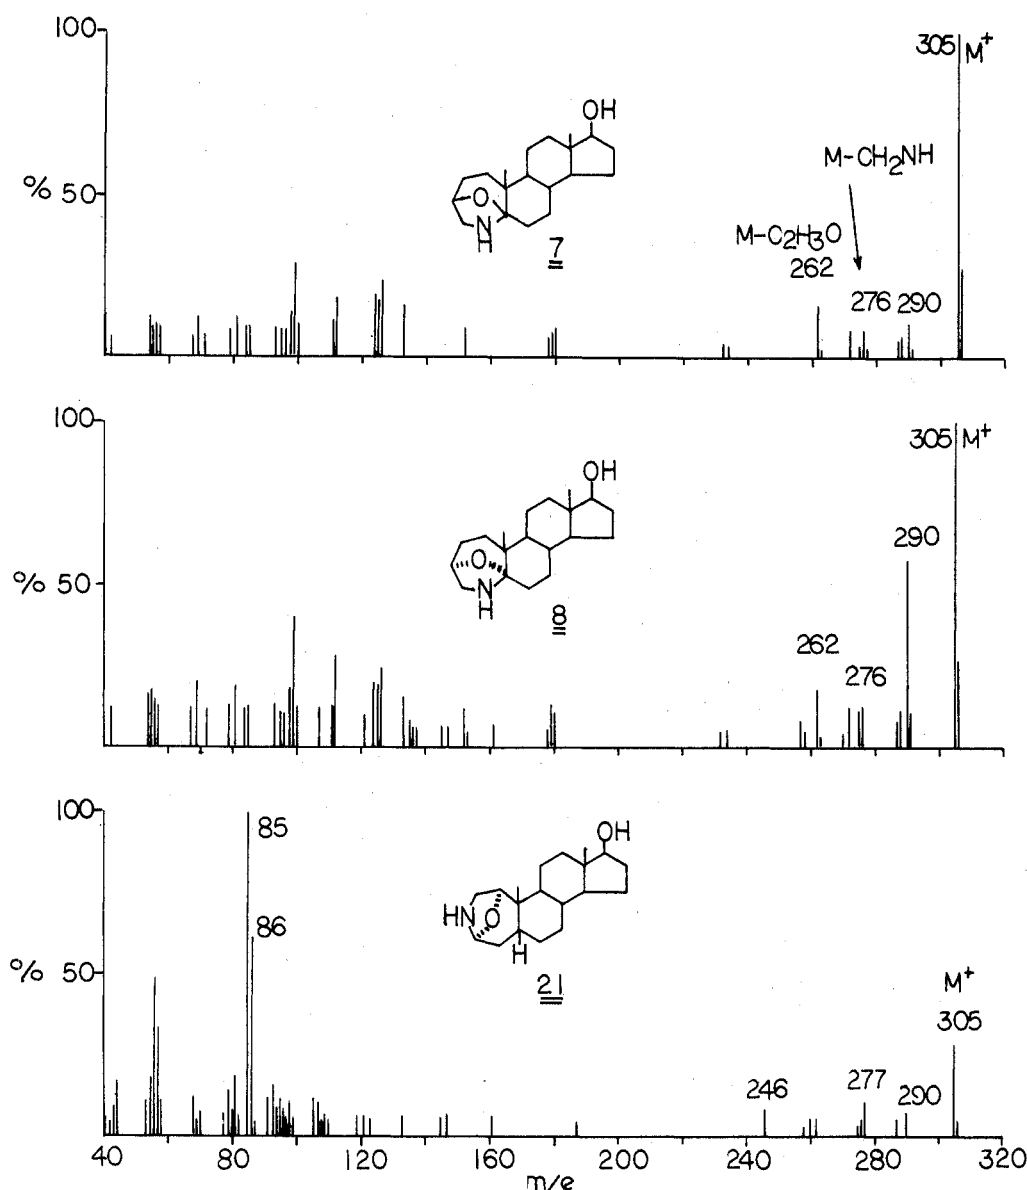 100
305 M⁺
OH
M-CH₂NH
% 50
O
M-C₂H₃O
N
H
262
7
276 290
100
305 M⁺
OH
290
% 50
O
N
H
8
262
276
100
85
OH
HN
O
86
H
% 50
21
M⁺
305
246
277
290
40 80 120 160 200 240 280 320
m/e